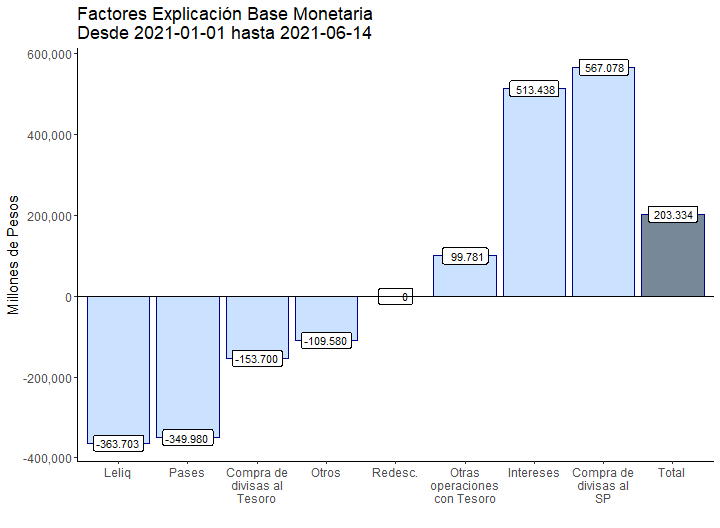 Factores Explicación Base Monetaria
Desde 2021-01-01 hasta 2021-06-14
Millones de Pesos
600,000
400,000
200,000
0
-200,000
-400,000
-363.703
-349.980
-153.700
-109.580
0
99.781
513.438
567.078
203.334
Leliq
Pases
Compra de
divisas al
Tesoro
Otros
Redesc.
Otras
operaciones
con Tesoro
Intereses
Compra de
divisas al
SP
Total